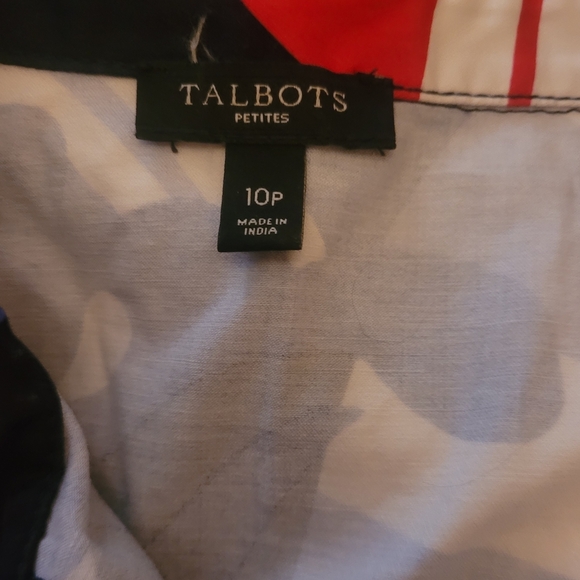 TALBOTS
PETITES
10P
MADE IN
INDIA